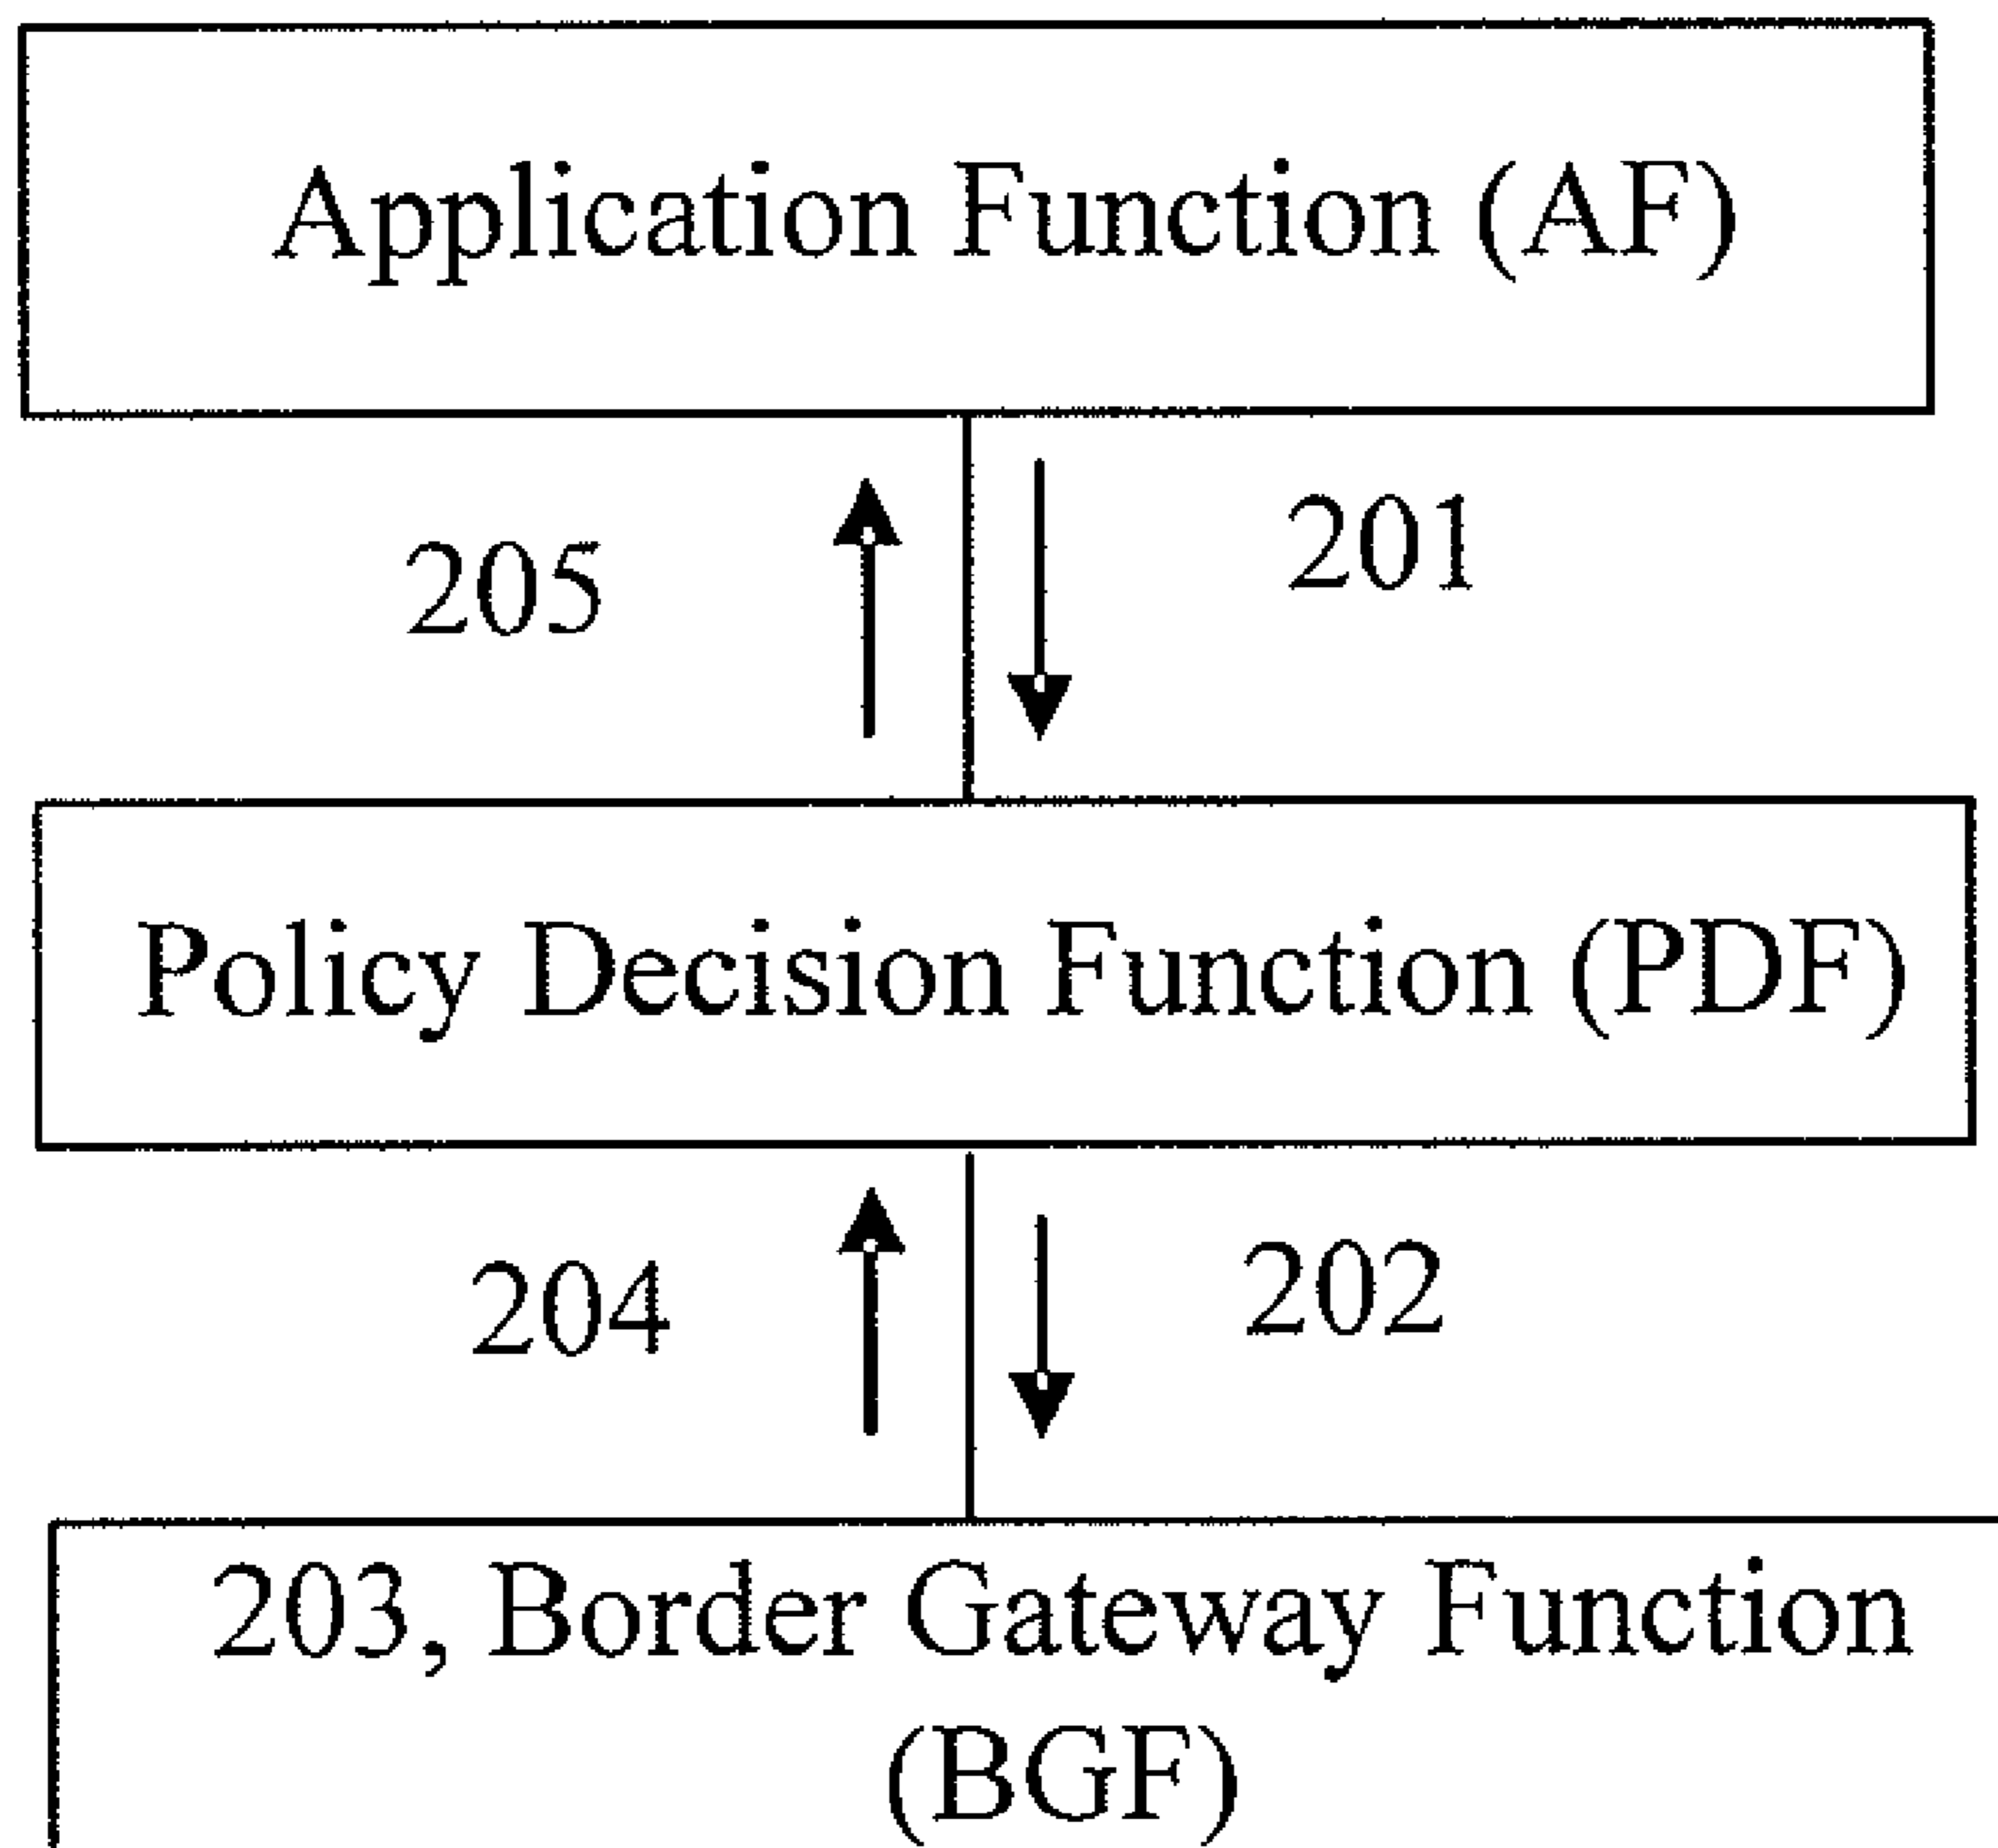 Application Function (AF)
205
201
Policy Decision Function (PDF)
204
202
203, Border Gateway Function
(BGF)